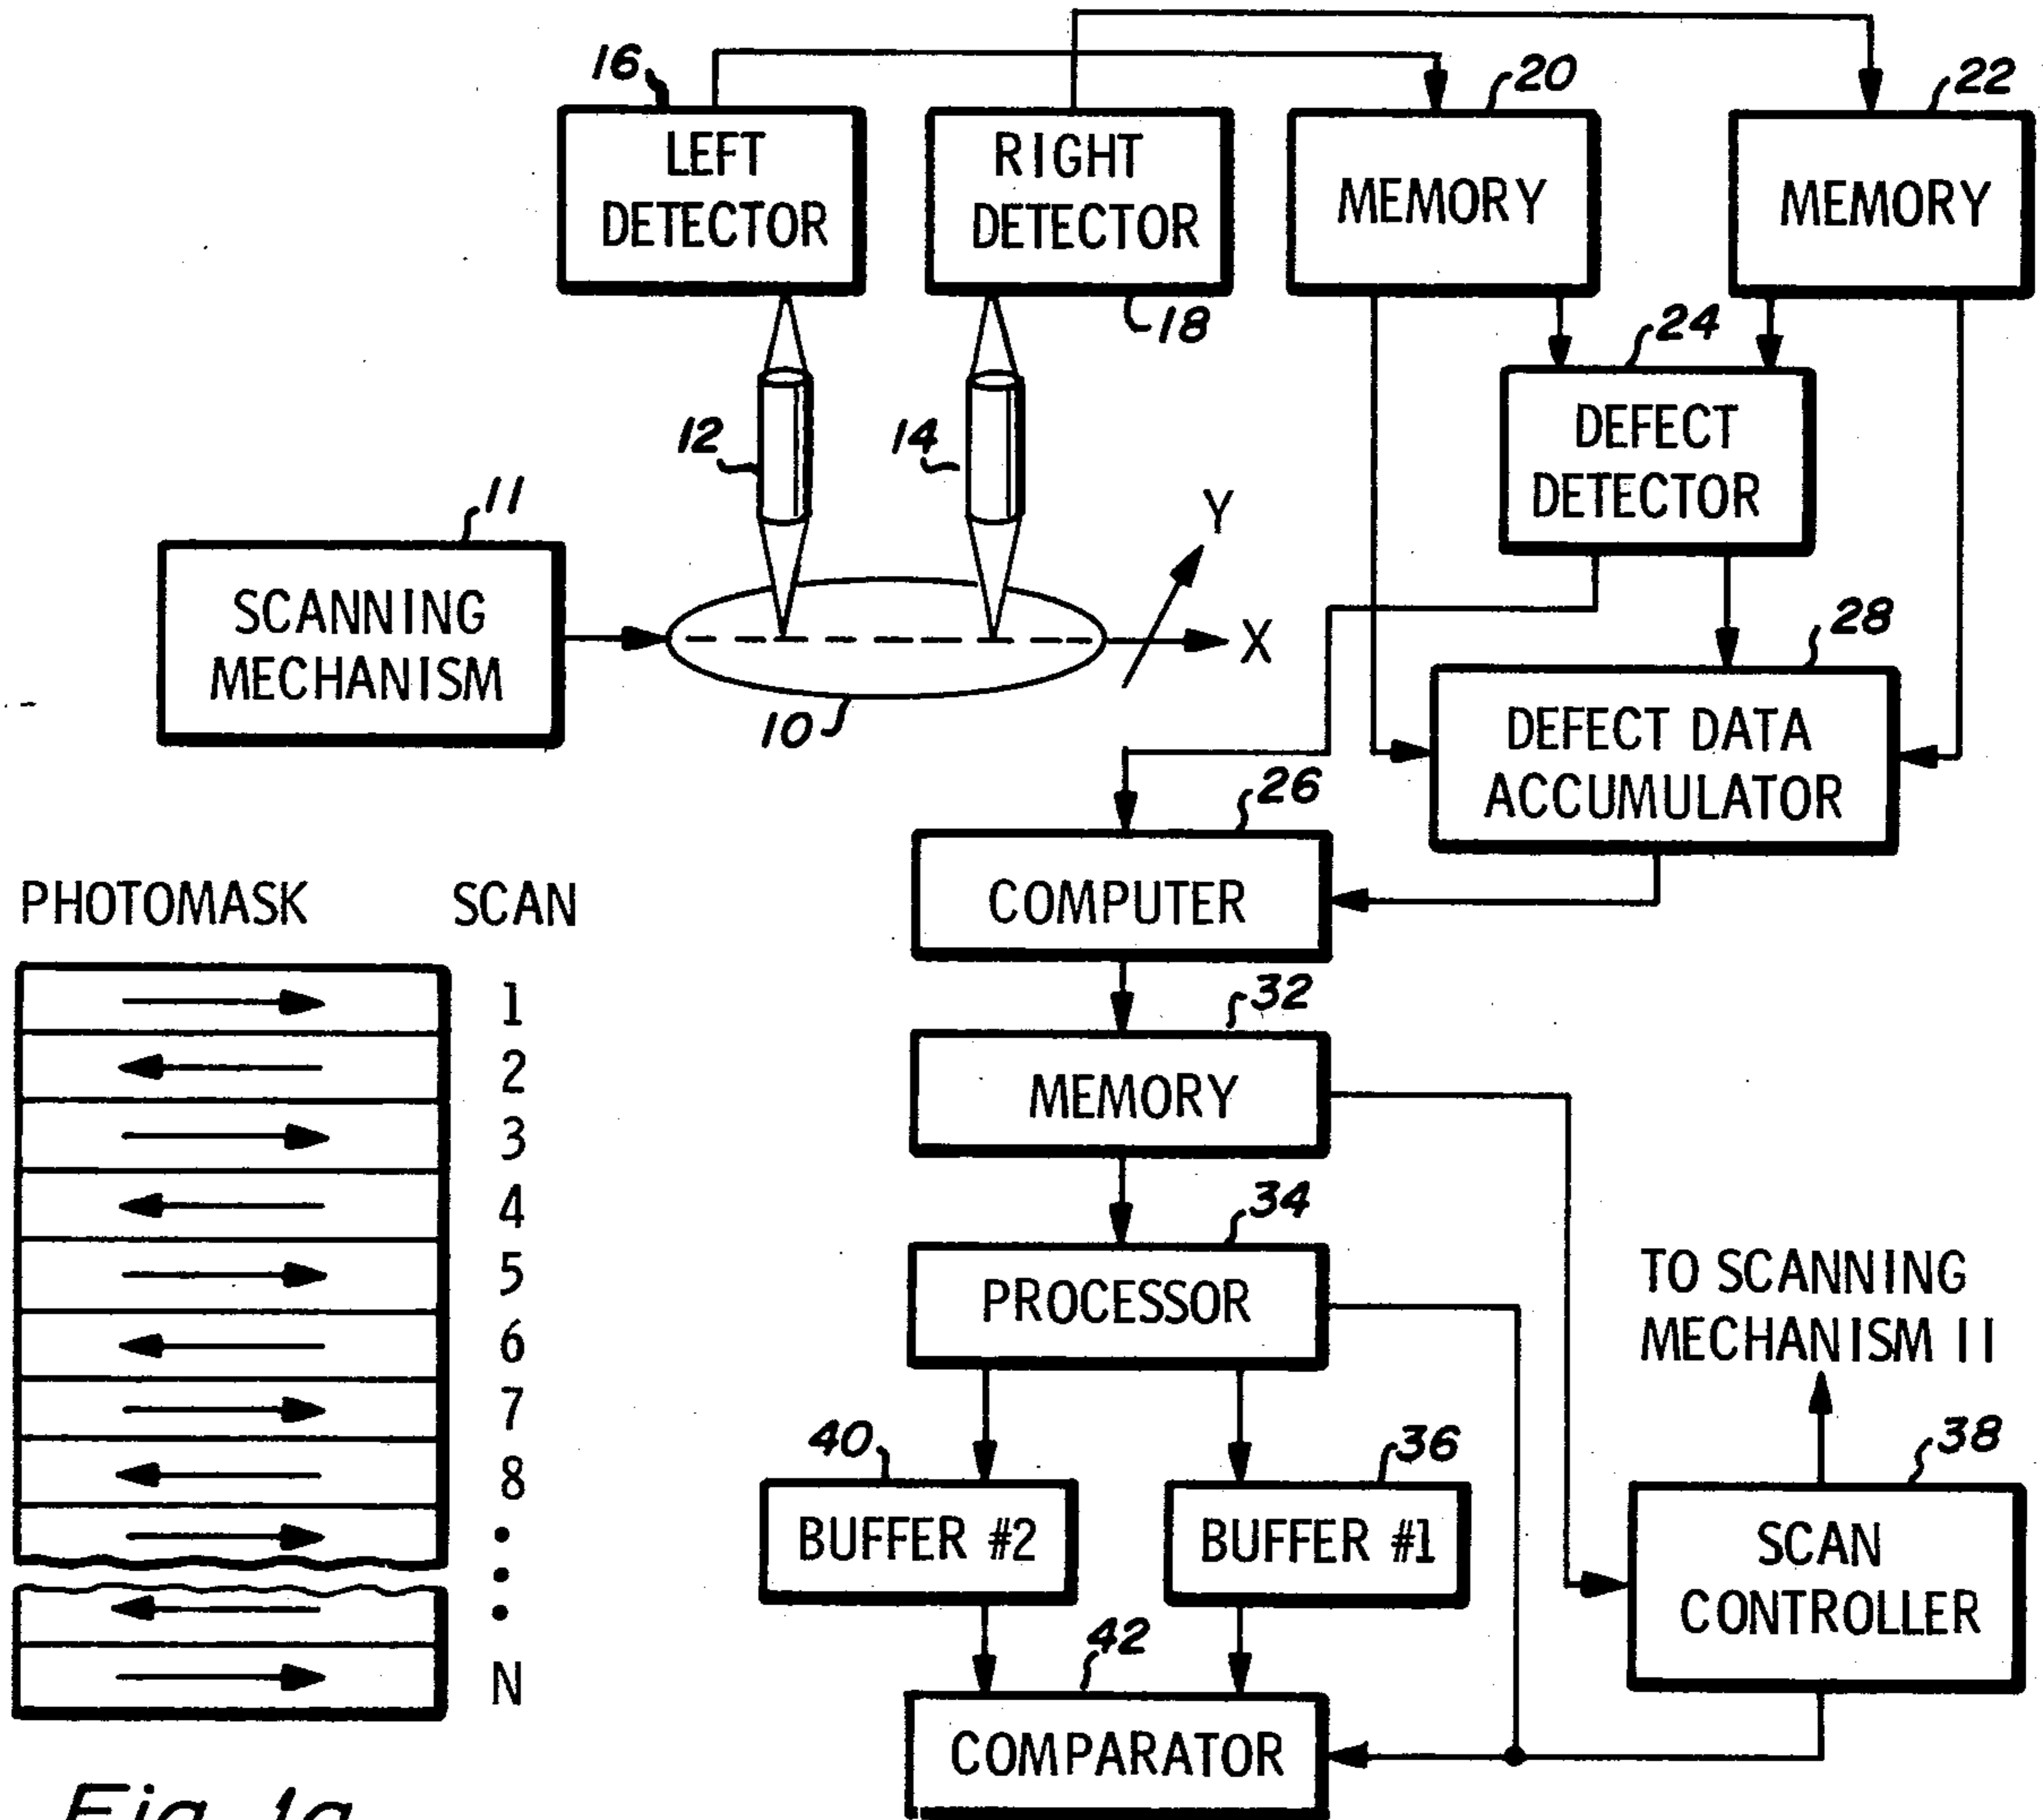 16
20
22
LEFT
DETECTOR
RIGHT
DETECTOR
MEMORY
MEMORY
18
24
12
14
DEFECT
DETECTOR
11
Y
SCANNING
MECHANISM
X
28
10
DEFECT DATA
ACCUMULATOR
26
COMPUTER
PHOTOMASK
SCAN
1
2
3
4
5
6
7
8
N
32
MEMORY
34
PROCESSOR
TO SCANNING
MECHANISM 11
40
36
38
BUFFER #2
BUFFER #1
SCAN
CONTROLLER
42
COMPARATOR
Fig. 1a